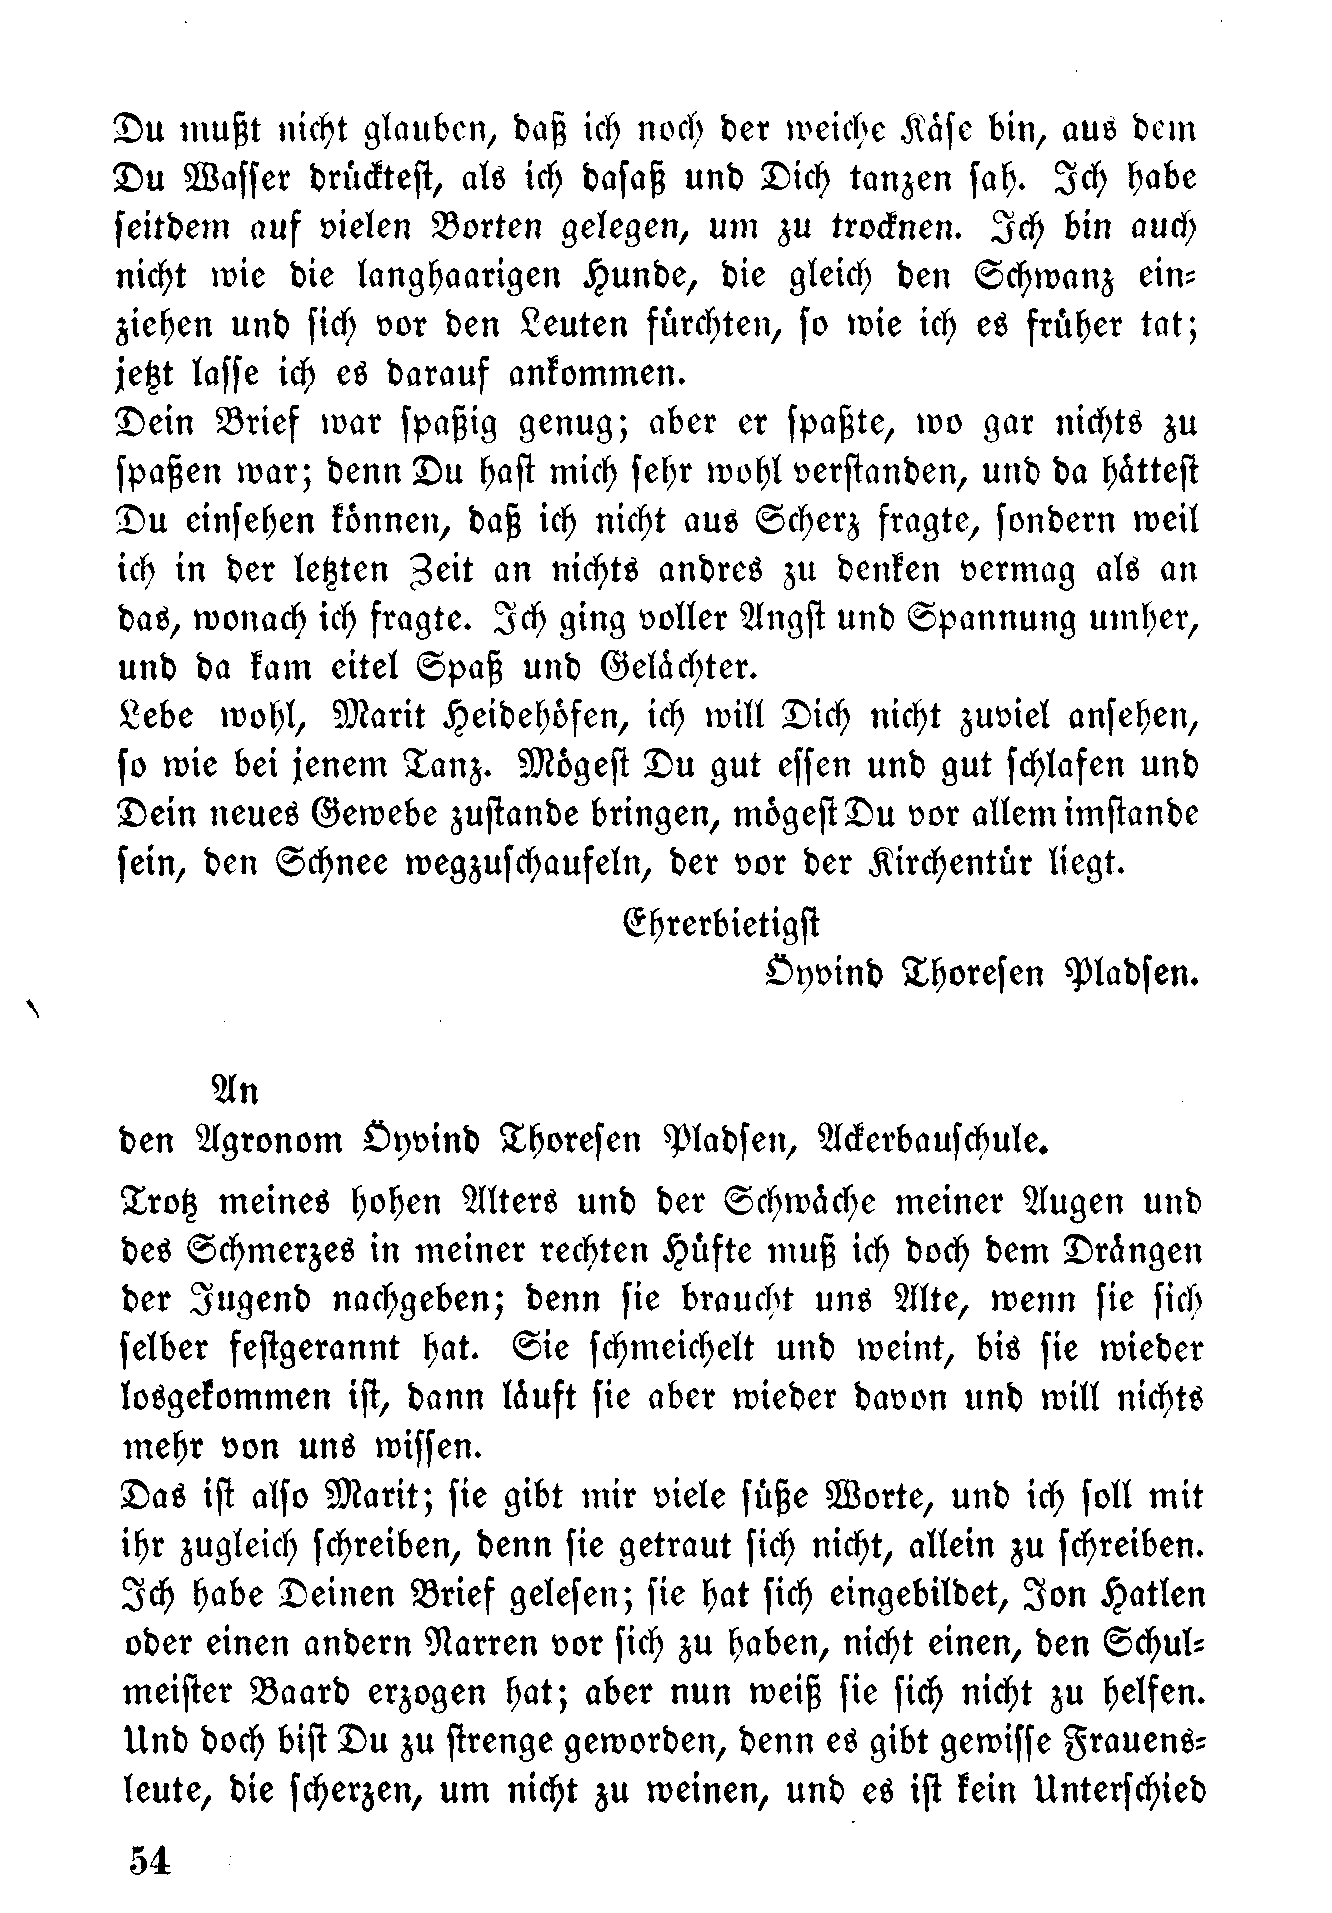 Du mußt nicht glauben, daß ich noch der weiche Käse bin, aus dem
Du Wasser drücktest, als ich dasaß und Dich tanzen sah. Ich habe
seitdem auf vielen Borten gelegen, um zu trocknen. Ich bin auch
nicht wie die langhaarigen Hunde, die gleich den Schwanz ein-
ziehen und sich vor den Leuten fürchten, so wie ich es früher tat;
jetzt lasse ich es darauf ankommen.
Dein Brief war spaßig genug; aber er spaßte, wo gar nichts zu
spaßen war; denn Du hast mich sehr wohl verstanden, und da hättest
Du einsehen können, daß ich nicht aus Scherz fragte, sondern weil
ich in der letzten Zeit an nichts andres zu denken vermag als an
das, wonach ich fragte. Ich ging voller Angst und Spannung umher,
und da kam eitel Spaß und Gelächter.
Lebe wohl, Marit Heidehöfen, ich will Dich nicht zuviel ansehen,
so wie bei jenem Tanz. Mögest Du gut essen und gut schlafen und
Dein neues Gewebe zustande bringen, mögest Du vor allem imstande
sein, den Schnee wegzuschaufeln, der vor der Kirchentür liegt.
Ehrerbietigst
Öyvind Thoresen Pladsen.
An
den Agronom Öyvind Thoresen Pladsen, Ackerbauschule.
Trotz meines hohen Alters und der Schwäche meiner Augen und
des Schmerzes in meiner rechten Hüfte muß ich doch dem Drängen
der Jugend nachgeben; denn sie braucht uns Alte, wenn sie sich
selber festgerannt hat. Sie schmeichelt und weint, bis sie wieder
losgekommen ist, dann läuft sie aber wieder davon und will nichts
mehr von uns wissen.
Das ist also Marit; sie gibt mir viele süße Worte, und ich soll mit
ihr zugleich schreiben, denn sie getraut sich nicht, allein zu schreiben.
Ich habe Deinen Brief gelesen; sie hat sich eingebildet, Jon Hatlen
oder einen andern Narren vor sich zu haben, nicht einen, den Schul-
meister Baard erzogen hat; aber nun weiß sie sich nicht zu helfen.
Und doch bist Du zu strenge geworden, denn es gibt gewisse Frauens-
leute, die scherzen, um nicht zu weinen, und es ist kein Unterschied
54